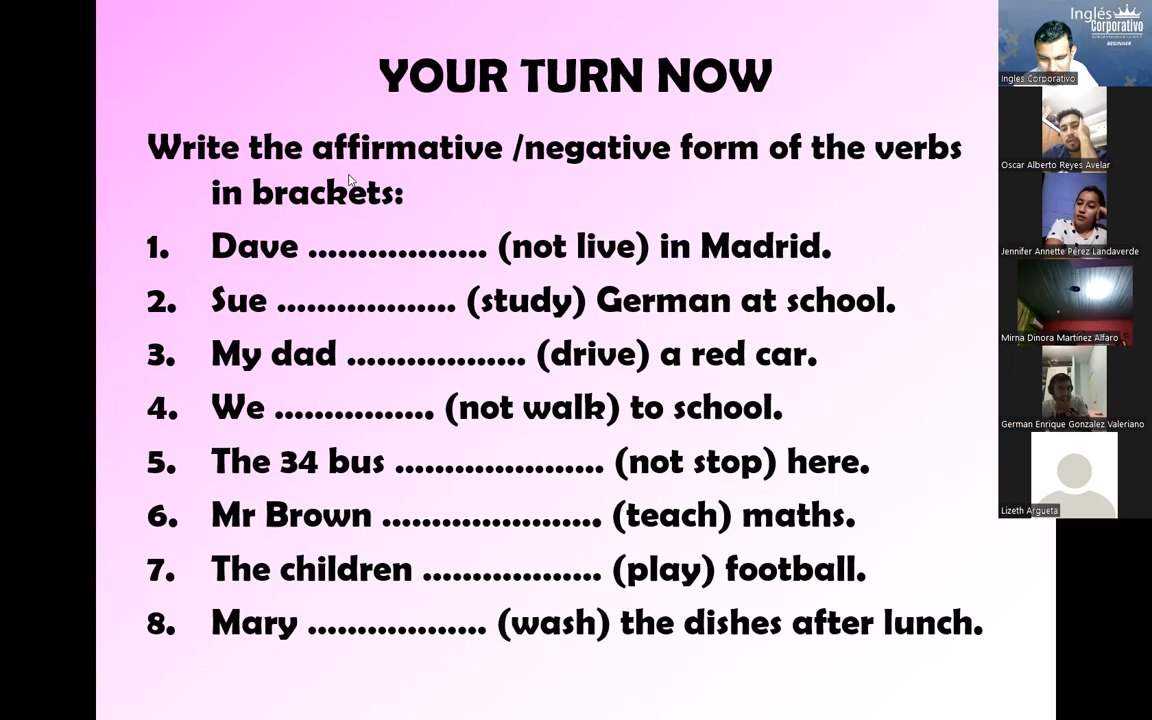 YOUR TURN NOW
Write the affirmative /negative form of the verbs
in brackets:
1. Dave .................. (not live) in Madrid.
2. Sue .................. (study) German at school.
3. My dad .................. (drive) a red car.
4. We ................ (not walk) to school.
5. The 34 bus ..................... (not stop) here.
6. Mr Brown ...................... (teach) maths.
7. The children .................. (play) football.
8. Mary .................. (wash) the dishes after lunch.
Inglés
Corporativo
BEGINNER
Ingles Corporativo
Oscar Alberto Reyes Avelar
Jennifer Annette Pérez Landaverde
Mirna Dinora Martínez Alfaro
German Enrique Gonzalez Valeriano
Lizeth Argueta